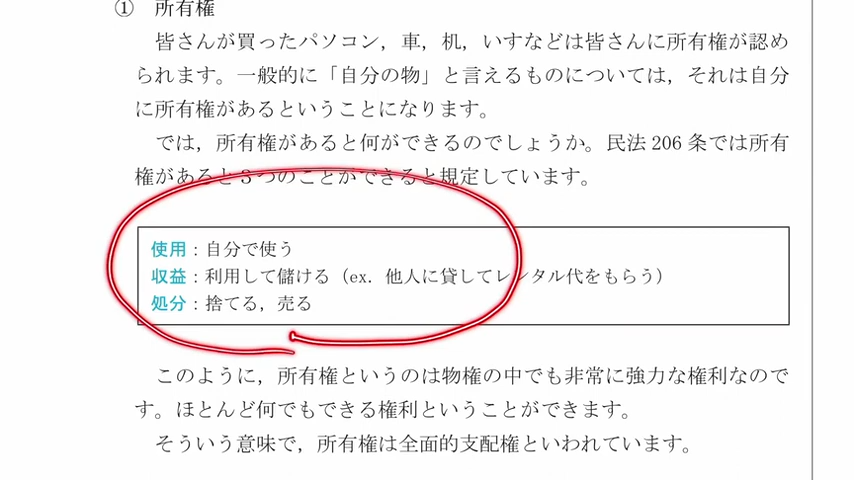 ① 所有権
皆さんが買ったパソコン，車，机，いすなどは皆さんに所有権が認め
られます。一般的に「自分の物」と言えるものについては，それは自分
に所有権があるということになります。
では，所有権があると何ができるのでしょうか。民法 206 条では所有
権があると３つのことができると規定しています。
使用：自分で使う
収益：利用して儲ける（ex．他人に貸してレンタル代をもらう）
処分：捨てる，売る
このように，所有権というのは物権の中でも非常に強力な権利なので
す。ほとんど何でもできる権利ということができます。
そういう意味で，所有権は全面的支配権といわれています。